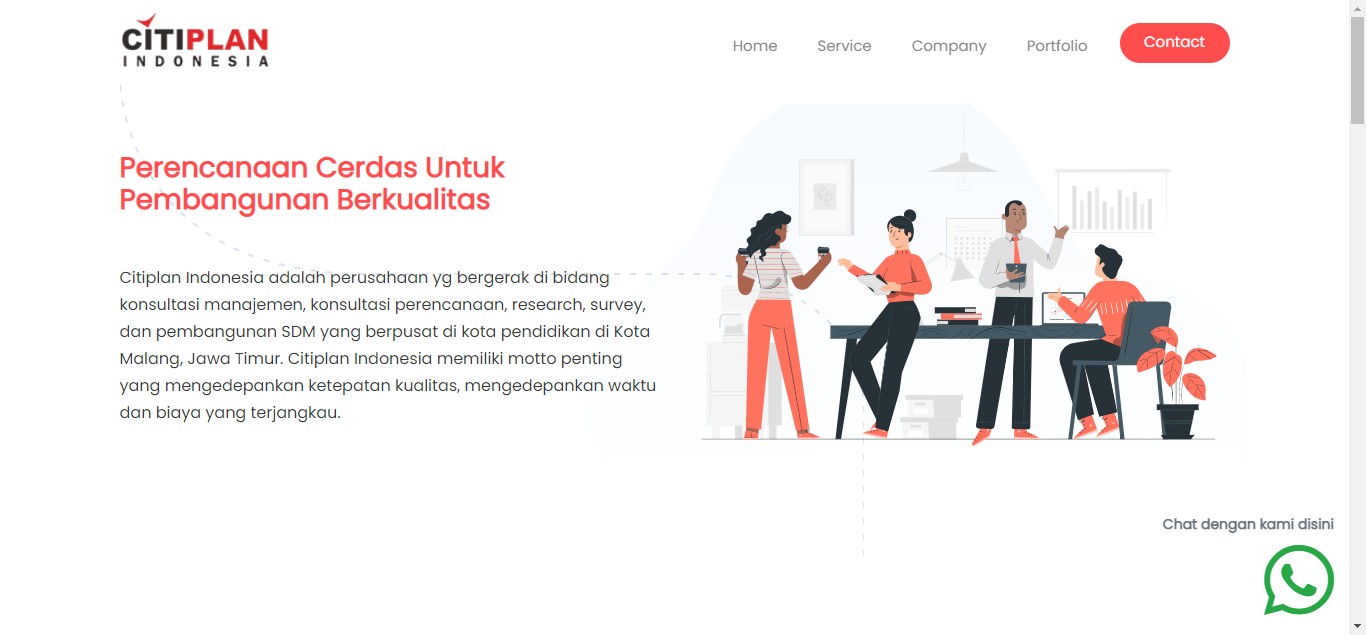 CITIPLAN
INDONESIA
Home Service Company Portfolio Contact
Perencanaan Cerdas Untuk
Pembangunan Berkualitas
Citiplan Indonesia adalah perusahaan yg bergerak di bidang
konsultasi manajemen, konsultasi perencanaan, research, survey,
dan pembangunan SDM yang berpusat di kota pendidikan di Kota
Malang, Jawa Timur. Citiplan Indonesia memiliki motto penting
yang mengedepankan ketepatan kualitas, mengedepankan waktu
dan biaya yang terjangkau.
Chat dengan kami disini